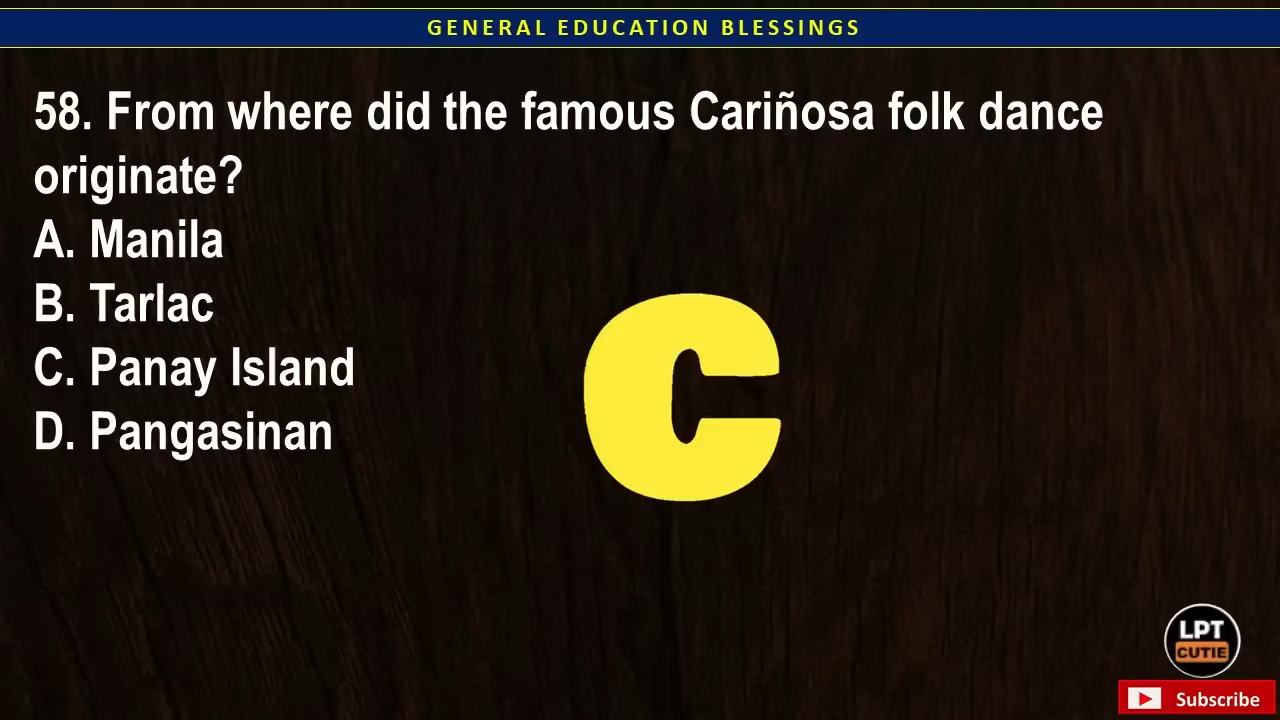 GENERAL EDUCATION BLESSINGS
58. From where did the famous Cariñosa folk dance
originate?
A. Manila
B. Tarlac
C. Panay Island
D. Pangasinan
C
LPT
CUTIE
Subscribe